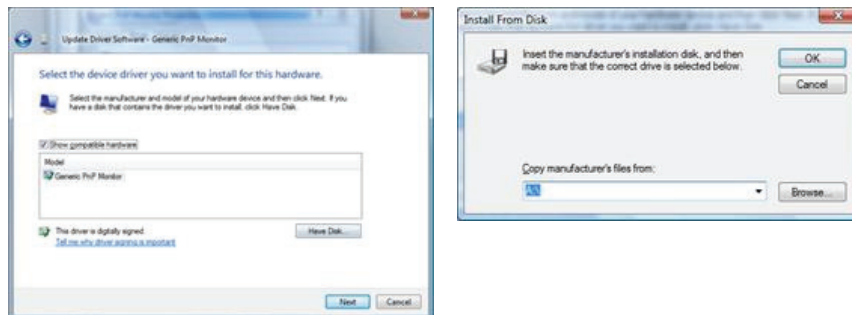 Update Driver Software - Generic PnP Monitor
Select the device driver you want to install for this hardware.
Select the manufacturer and model of your hardware device and then click Next. If you
have a disk that contains the driver you want to install, click Have Disk.
Show compatible hardware
Model
Generic PnP Monitor
This driver is digitally signed.
Tell me why driver signing is important
Have Disk...
Next
Cancel
Install From Disk
Insert the manufacturer's installation disk, and then
make sure that the correct drive is selected below.
OK
Cancel
Copy manufacturer's files from:
A:\
Browse...